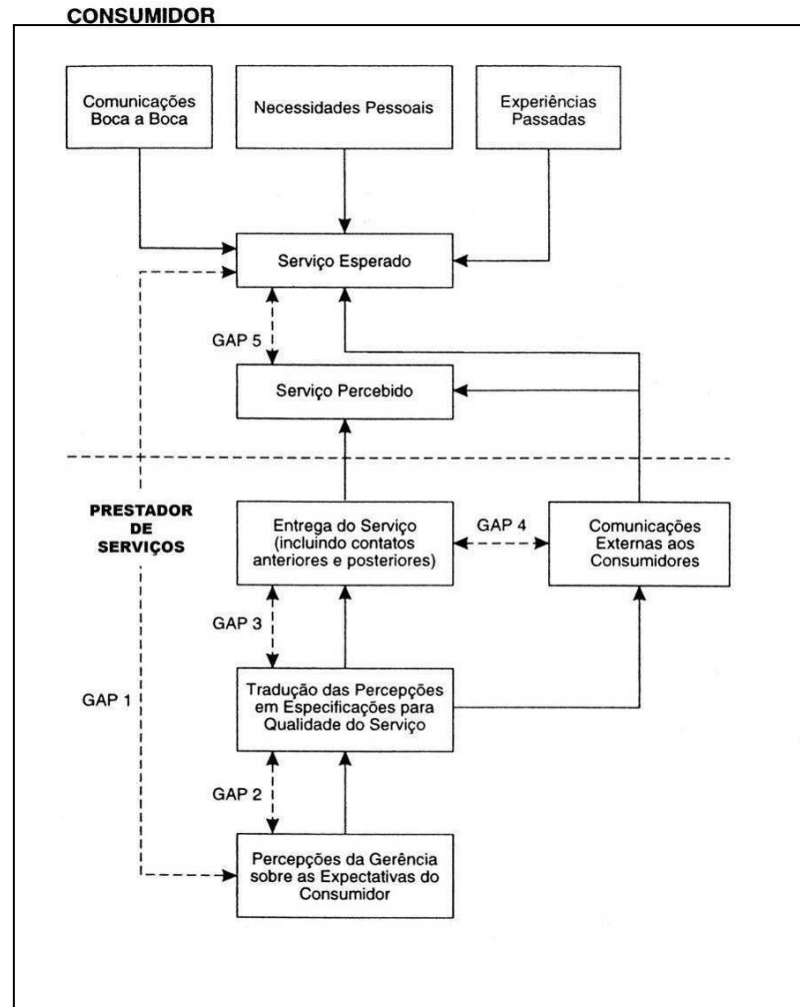 CONSUMIDOR
Comunicações
Boca a Boca
Necessidades Pessoais
Experiências
Passadas
Serviço Esperado
GAP 5
Serviço Percebido
PRESTADOR
DE
SERVIÇOS
Entrega do Serviço
(incluindo contatos
anteriores e posteriores)
GAP 4
Comunicações
Externas aos
Consumidores
GAP 3
GAP 1
Tradução das Percepções
em Especificações para
Qualidade do Serviço
GAP 2
Percepções da Gerência
sobre as Expectativas do
Consumidor